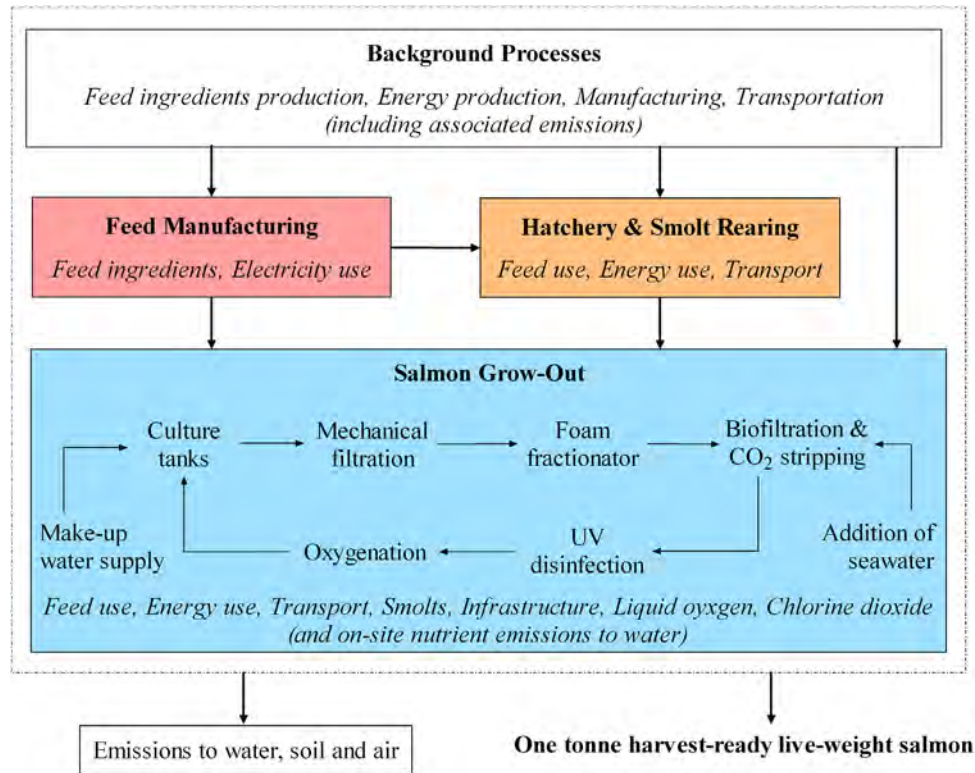 Background Processes
Feed ingredients production, Energy production, Manufacturing, Transportation
(including associated emissions)
Feed Manufacturing
Feed ingredients, Electricity use
Hatchery & Smolt Rearing
Feed use, Energy use, Transport
Salmon Grow-Out
Culture
tanks
Mechanical
filtration
Foam
fractionator
Biofiltration &
CO₂ stripping
Make-up
water supply
Oxygenation
UV
disinfection
Addition of
seawater
Feed use, Energy use, Transport, Smolts, Infrastructure, Liquid oyxgen, Chlorine dioxide
(and on-site nutrient emissions to water)
Emissions to water, soil and air
One tonne harvest-ready live-weight salmon